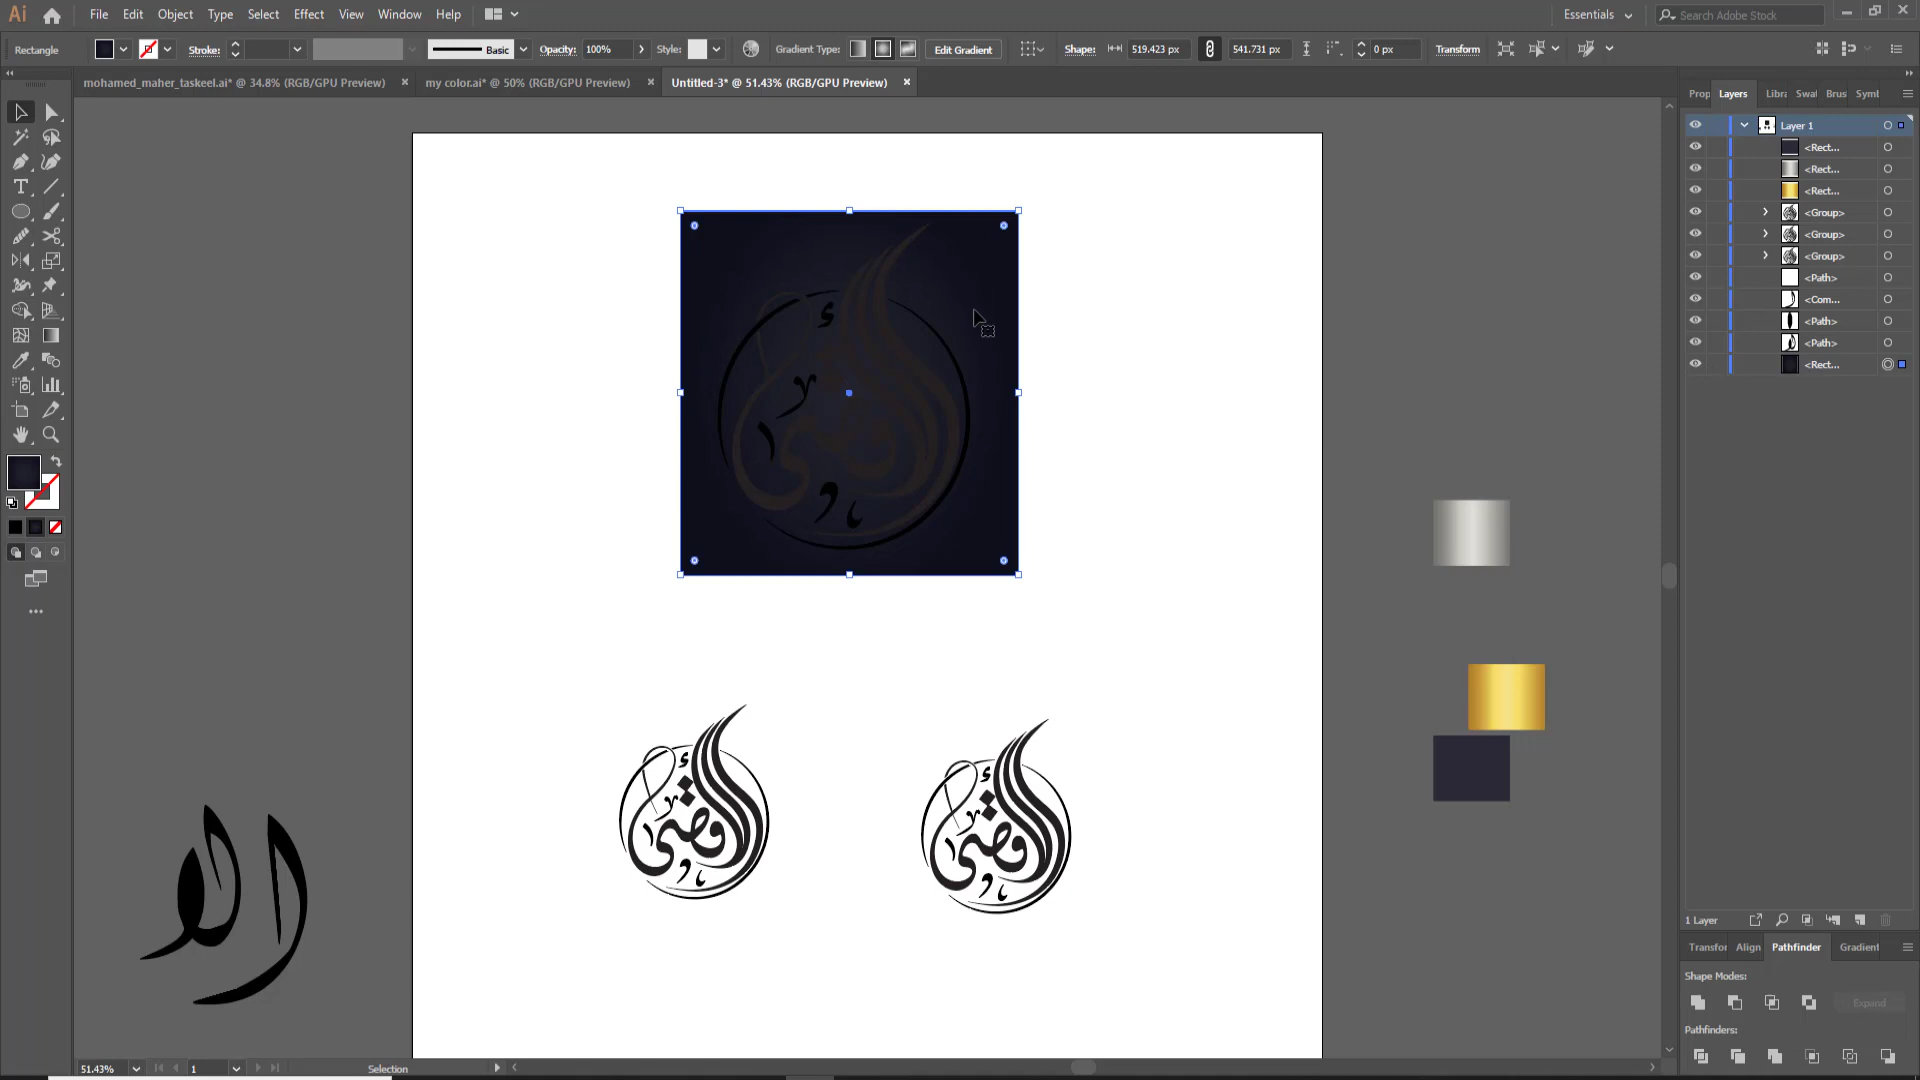 Ai File Edit Object Type Select Effect View Window Help Essentials Search Adobe Stock
Rectangle Stroke: Basic Opacity: 100% Style: Gradient Type: Edit Gradient Shape: 519.423 px 541.731 px 0 px Transform
mohamed_maher_taskeel.ai* @ 34.8% (RGB/GPU Preview) my color.ai* @ 50% (RGB/GPU Preview) Untitled-3* @ 51.43% (RGB/GPU Preview)
Prop Layers Libra Swat Brus Symb
Layer 1
<Rect...
<Rect...
<Rect...
<Group>
<Group>
<Group>
<Path>
<Com...
<Path>
<Path>
<Rect...
1 Layer
Transfor Align Pathfinder Gradient
Shape Modes:
Expand
Pathfinders:
51.43% 1 Selection